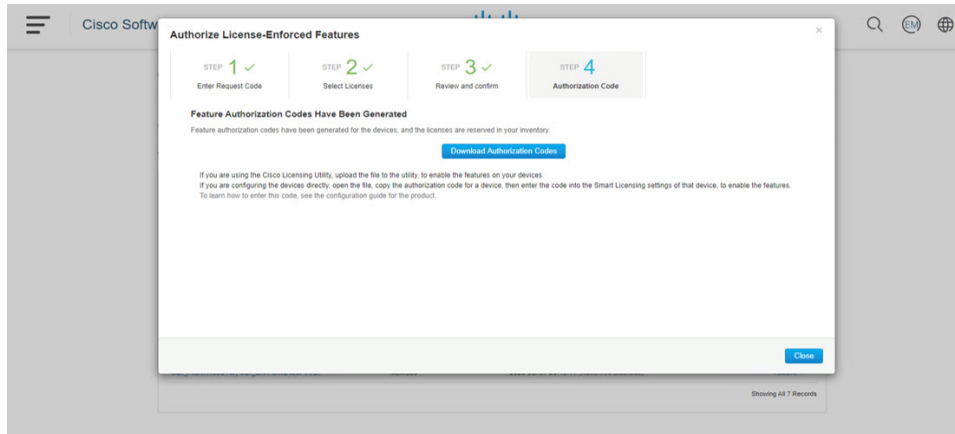 Cisco Softw
EM
Authorize License-Enforced Features
×
STEP 1 ✓
STEP 2 ✓
STEP 3 ✓
STEP 4
Enter Request Code
Select Licenses
Review and confirm
Authorization Code
Feature Authorization Codes Have Been Generated
Feature authorization codes have been generated for the devices, and the licenses are reserved in your inventory.
Download Authorization Codes
If you are using the Cisco Licensing Utility, upload the file to the utility, to enable the features on your devices.
If you are configuring the devices directly, open the file, copy the authorization code for a device, then enter the code into the Smart Licensing settings of that device, to enable the features.
To learn how to enter this code, see the configuration guide for the product.
Close
Showing All 7 Records